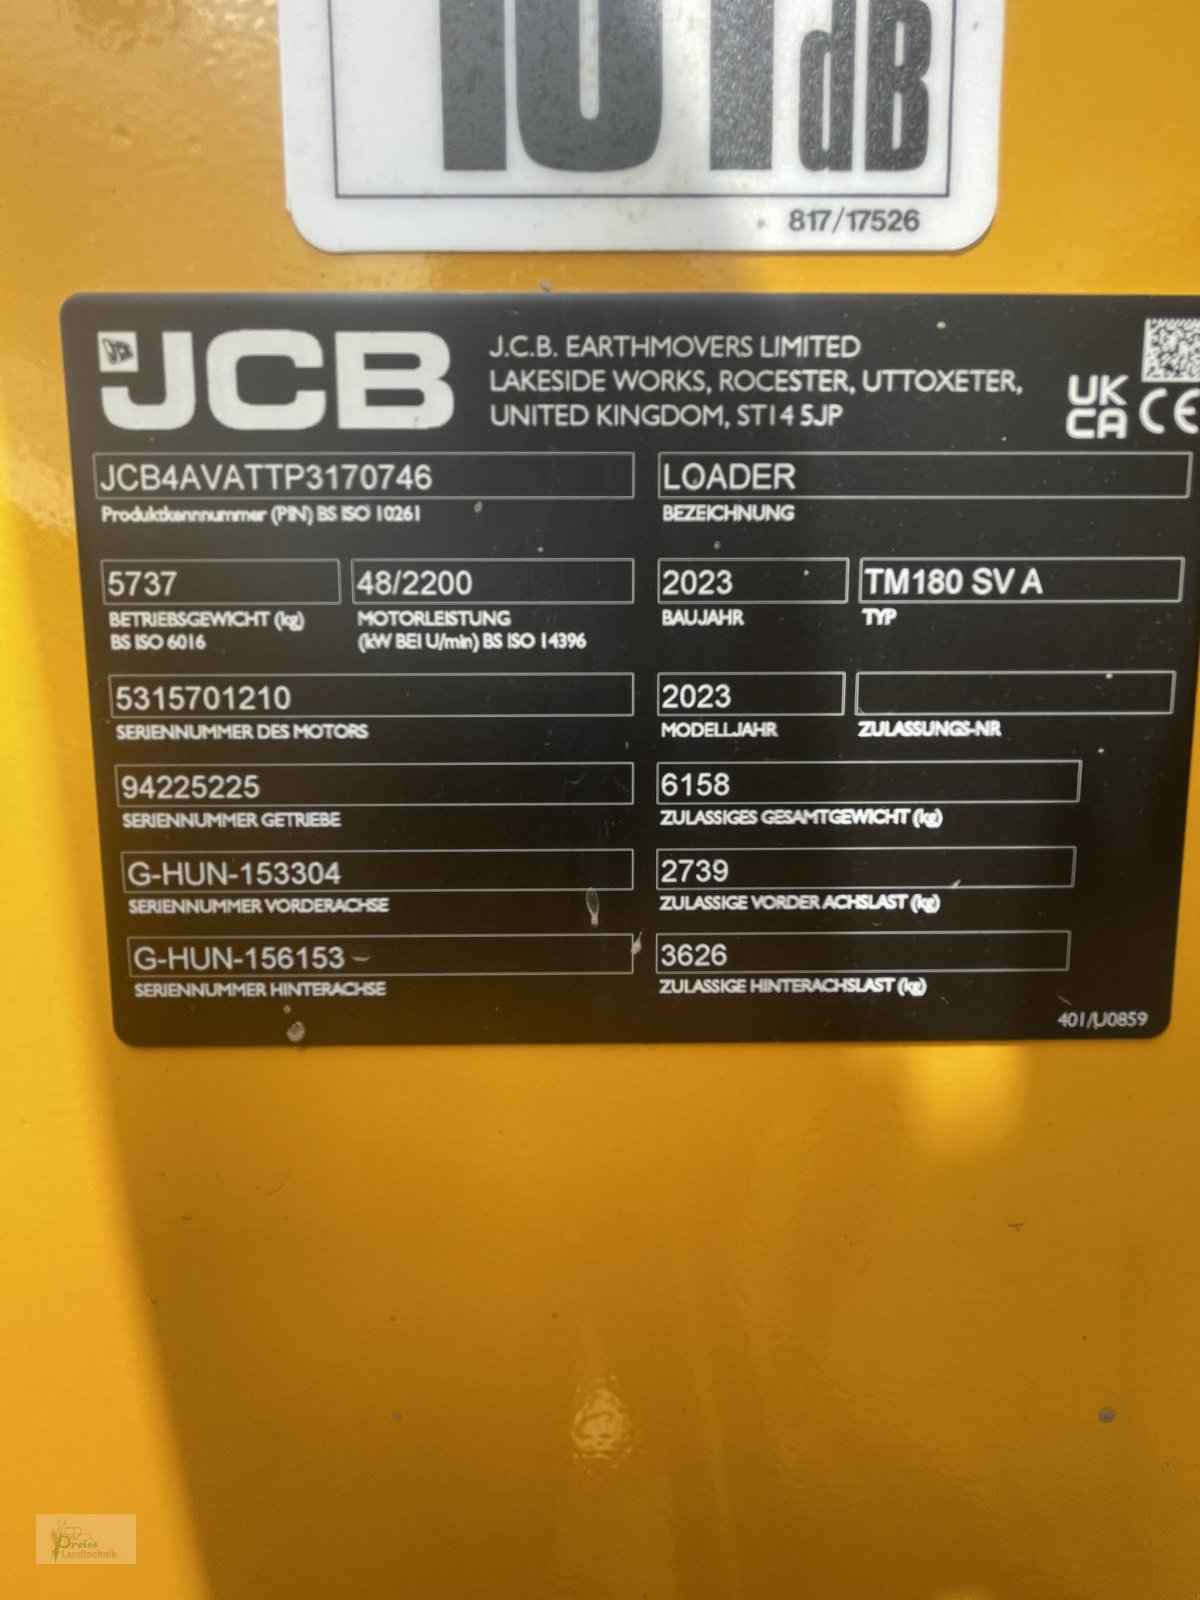 101dB
817/17526
JCB
J.C.B. EARTHMOVERS LIMITED
LAKESIDE WORKS, ROCESTER, UTTOXETER,
UNITED KINGDOM, ST14 5JP
UK
CA CE
JCB4AVATTP3170746
Produktkennnummer (PIN) BS ISO 10261
LOADER
BEZEICHNUNG
5737
BETRIEBSGEWICHT (kg)
BS ISO 6016
48/2200
MOTORLEISTUNG
(kW BEI U/min) BS ISO 14396
2023
BAUJAHR
TM180 SV A
TYP
5315701210
SERIENNUMMER DES MOTORS
2023
MODELLJAHR
ZULASSUNGS-NR
94225225
SERIENNUMMER GETRIEBE
6158
ZULASSIGES GESAMTGEWICHT (kg)
G-HUN-153304
SERIENNUMMER VORDERACHSE
2739
ZULASSIGE VORDER ACHSLAST (kg)
G-HUN-156153
SERIENNUMMER HINTERACHSE
3626
ZULASSIGE HINTERACHSLAST (kg)
401/U0859
Preiss
Landtechnik